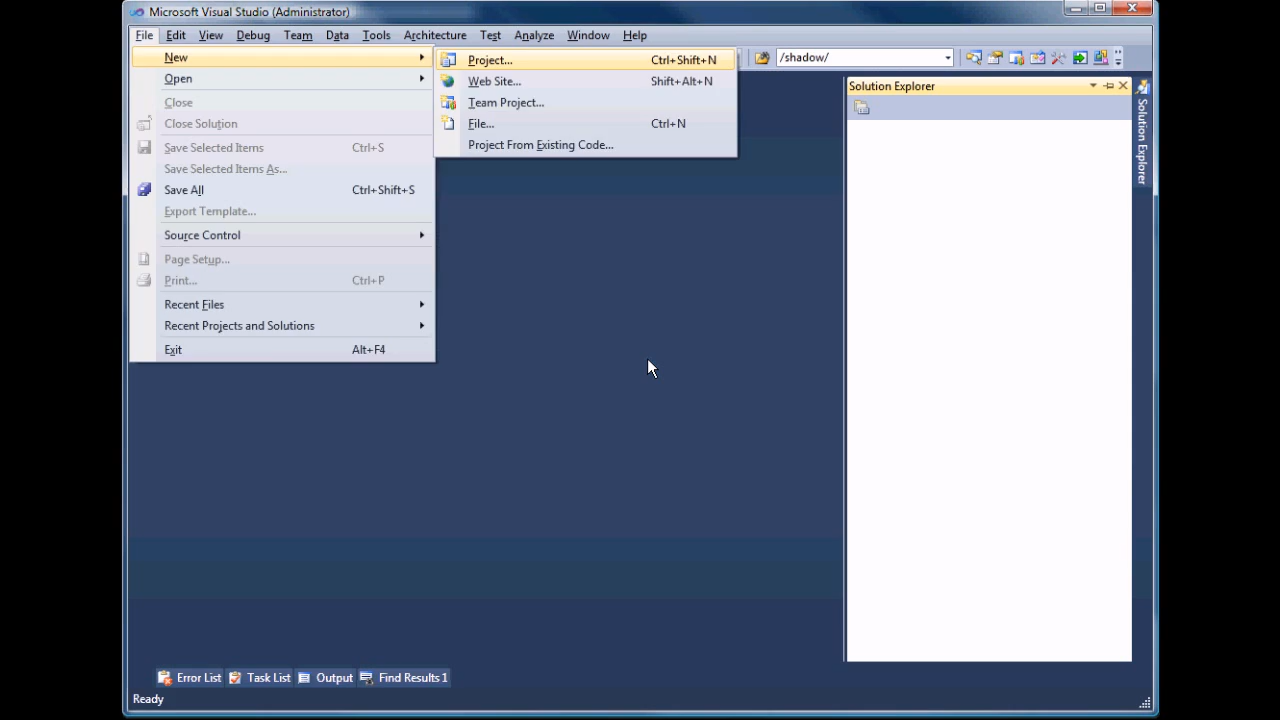 Microsoft Visual Studio (Administrator)
File Edit View Debug Team Data Tools Architecture Test Analyze Window Help
New
Open
Close
Close Solution
Save Selected Items Ctrl+S
Save Selected Items As...
Save All Ctrl+Shift+S
Export Template...
Source Control
Page Setup...
Print... Ctrl+P
Recent Files
Recent Projects and Solutions
Exit Alt+F4
Project... Ctrl+Shift+N
Web Site... Shift+Alt+N
Team Project...
File... Ctrl+N
Project From Existing Code...
/shadow/
Solution Explorer
Solution Explorer
Error List Task List Output Find Results 1
Ready